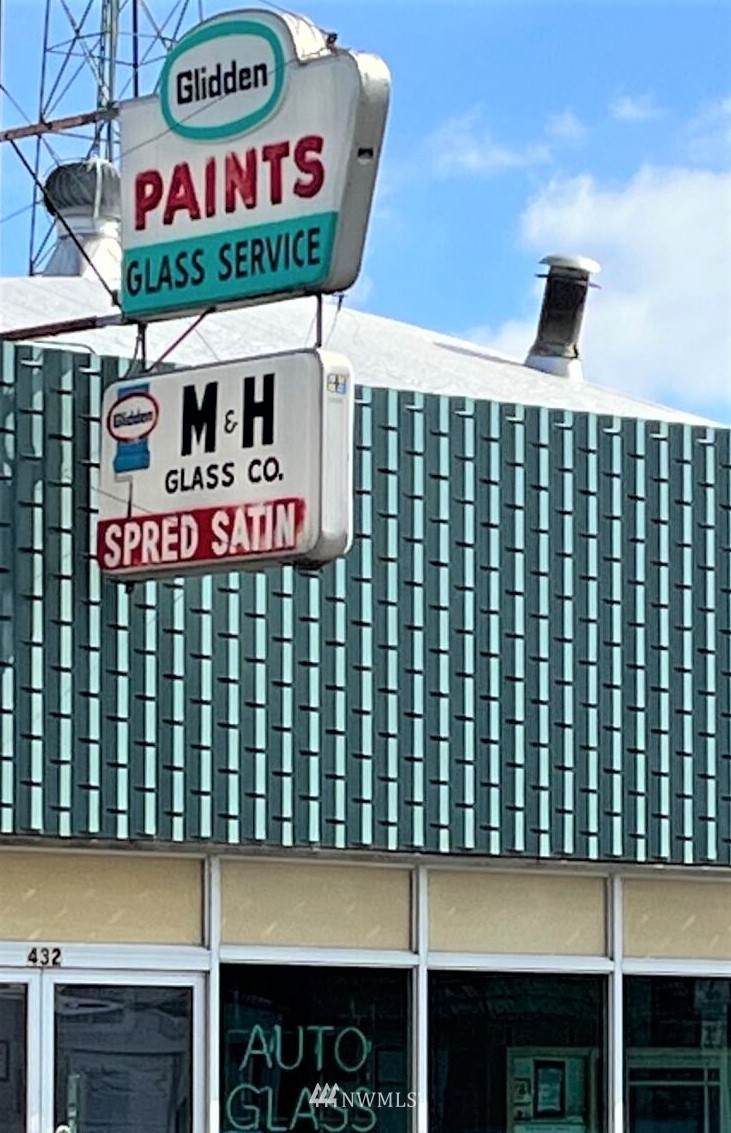 Glidden
PAINTS
GLASS SERVICE
Glidden
M & H
GLASS CO.
SPRED SATIN
432
AUTO
GLASS
NWMLS